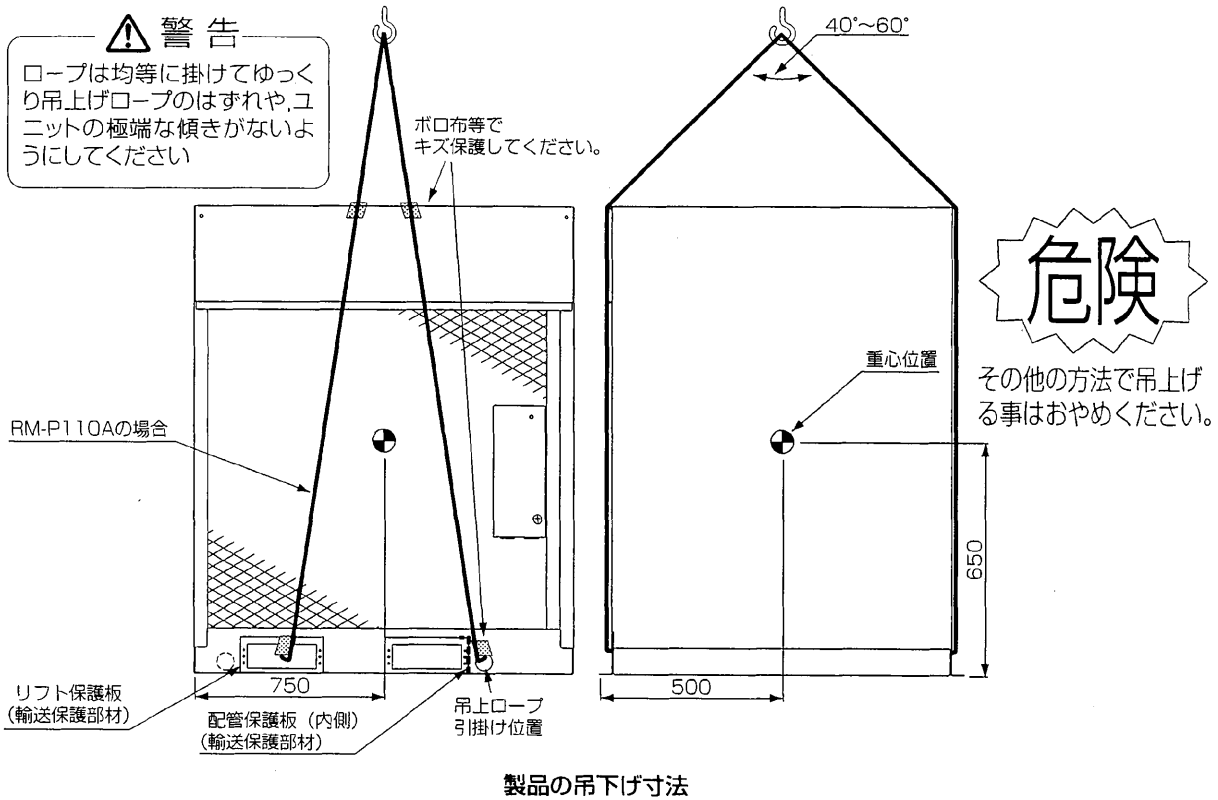 警告
ロープは均等に掛けてゆっく
り吊上げロープのはずれや,ユ
ニットの極端な傾きがないよ
うにしてください
40°~60°
ボロ布等で
キズ保護してください。
危険
その他の方法で吊上げ
る事はおやめください。
重心位置
RM-P110Aの場合
650
750
500
リフト保護板
(輸送保護部材)
配管保護板(内側)
(輸送保護部材)
吊上ロープ
引掛け位置
製品の吊下げ寸法